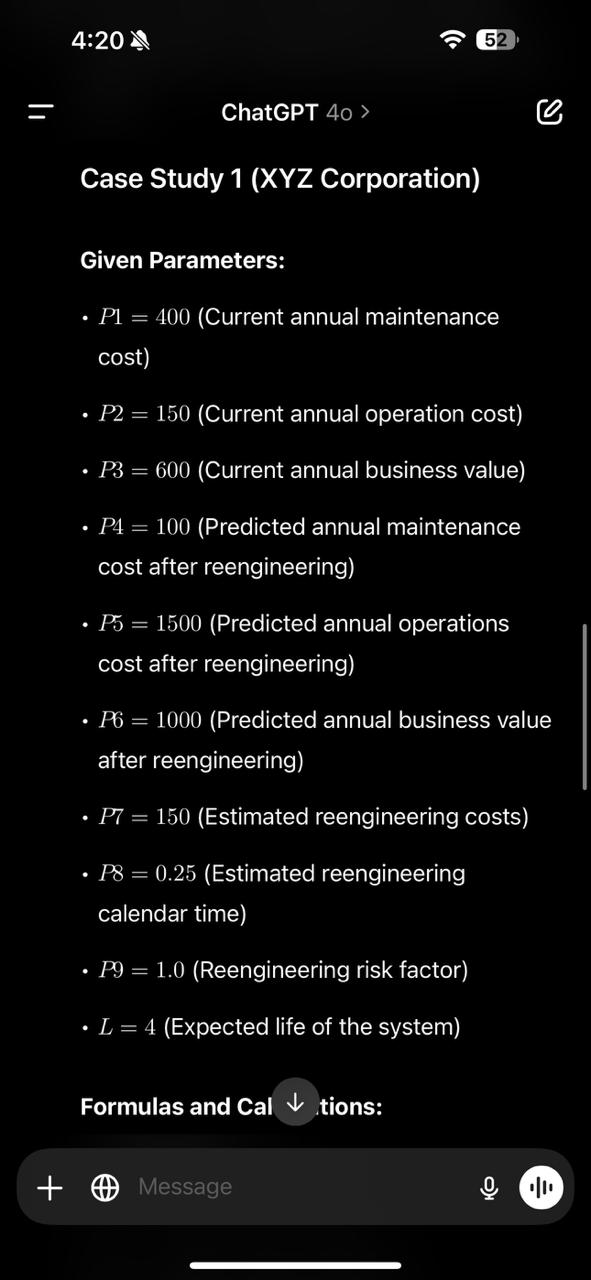 4:20
52
ChatGPT 4o >
Case Study 1 (XYZ Corporation)
Given Parameters:
• P1 = 400 (Current annual maintenance
cost)
• P2 = 150 (Current annual operation cost)
• P3 = 600 (Current annual business value)
• P4 = 100 (Predicted annual maintenance
cost after reengineering)
• P5 = 1500 (Predicted annual operations
cost after reengineering)
• P6 = 1000 (Predicted annual business value
after reengineering)
• P7 = 150 (Estimated reengineering costs)
• P8 = 0.25 (Estimated reengineering
calendar time)
• P9 = 1.0 (Reengineering risk factor)
• L = 4 (Expected life of the system)
Formulas and Cal tions:
Message